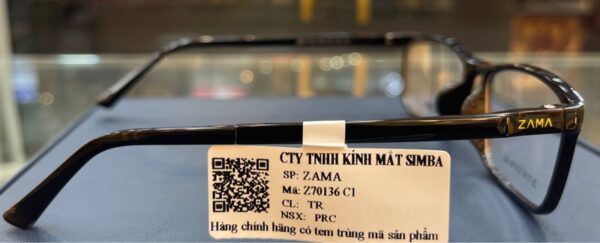 ZAMA
CTY TNHH KÍNH MẮT SIMBA
SP: ZAMA
Mã: Z70136 C1
CL: TR
NSX: PRC
Hàng chính hãng có tem trùng mã sản phẩm